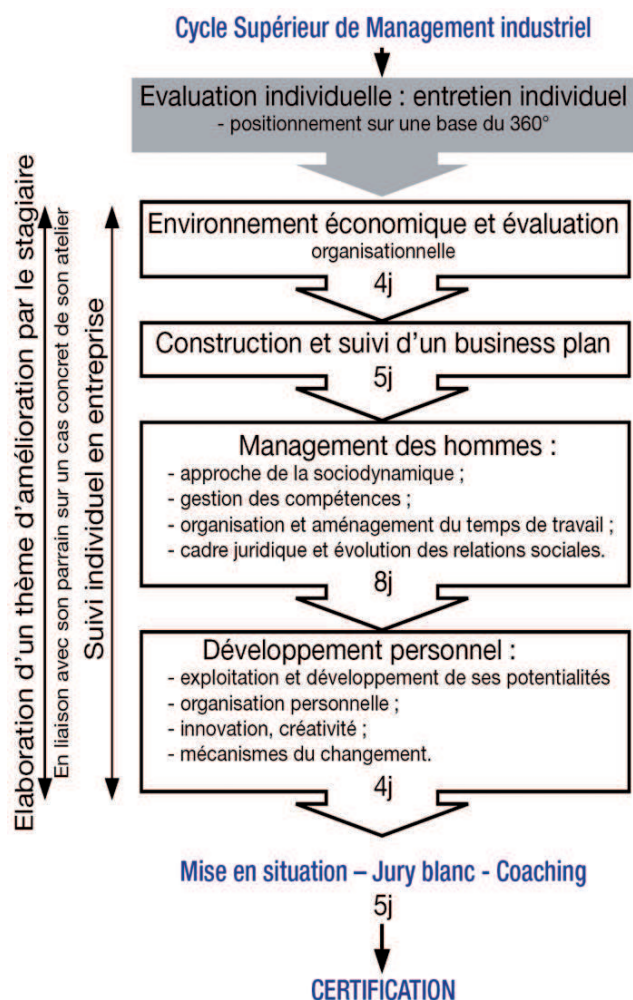 Cycle Supérieur de Management industriel
Evaluation individuelle : entretien individuel
- positionnement sur une base du 360°
Elaboration d'un thème d'amélioration par le stagiaire
En liaison avec son parrain sur un cas concret de son atelier
Suivi individuel en entreprise
Environnement économique et évaluation
organisationnelle
4j
Construction et suivi d'un business plan
5j
Management des hommes :
- approche de la sociodynamique ;
- gestion des compétences ;
- organisation et aménagement du temps de travail ;
- cadre juridique et évolution des relations sociales.
8j
Développement personnel :
- exploitation et développement de ses potentialités
- organisation personnelle ;
- innovation, créativité ;
- mécanismes du changement.
4j
Mise en situation – Jury blanc - Coaching
5j
CERTIFICATION